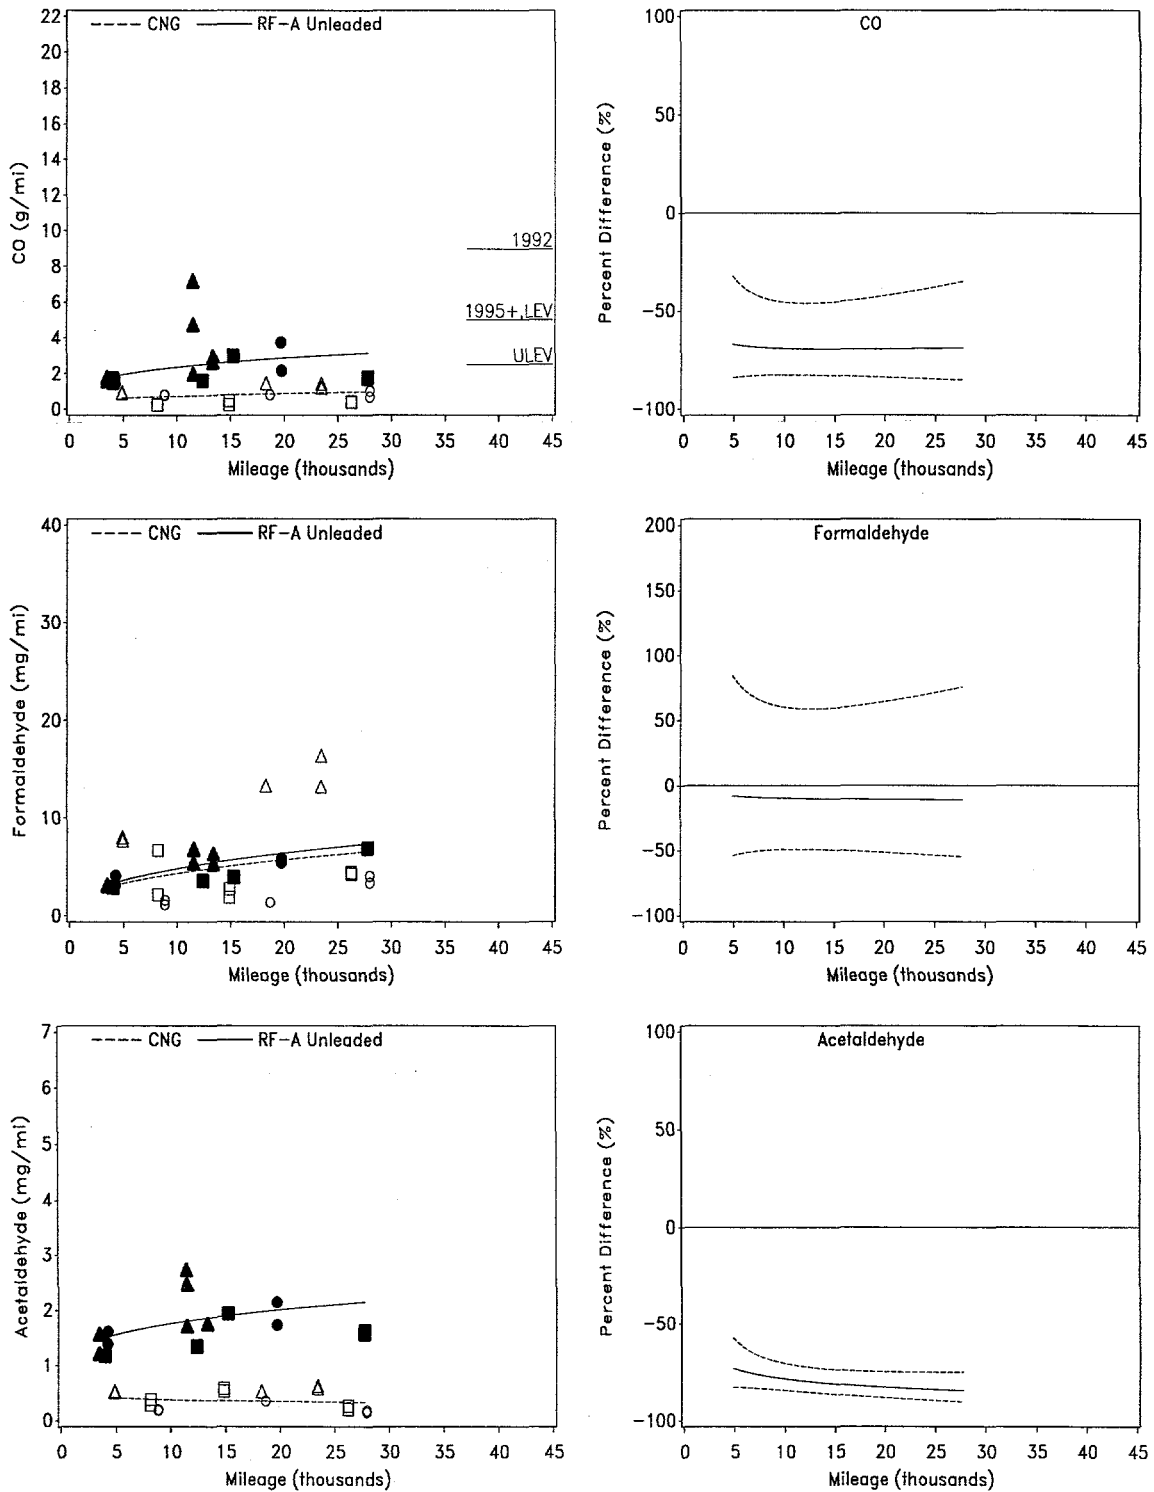 CNG RF-A Unleaded
22
20
18
16
14
12
10
8
6
4
2
0
CO (g/mi)
1992
1995+,LEV
ULEV
0 5 10 15 20 25 30 35 40 45
Mileage (thousands)
CO
100
50
0
-50
-100
Percent Difference (%)
0 5 10 15 20 25 30 35 40 45
Mileage (thousands)
CNG RF-A Unleaded
40
30
20
10
0
Formaldehyde (mg/mi)
0 5 10 15 20 25 30 35 40 45
Mileage (thousands)
Formaldehyde
200
150
100
50
0
-50
-100
Percent Difference (%)
0 5 10 15 20 25 30 35 40 45
Mileage (thousands)
CNG RF-A Unleaded
7
6
5
4
3
2
1
0
Acetaldehyde (mg/mi)
0 5 10 15 20 25 30 35 40 45
Mileage (thousands)
Acetaldehyde
100
50
0
-50
-100
Percent Difference (%)
0 5 10 15 20 25 30 35 40 45
Mileage (thousands)